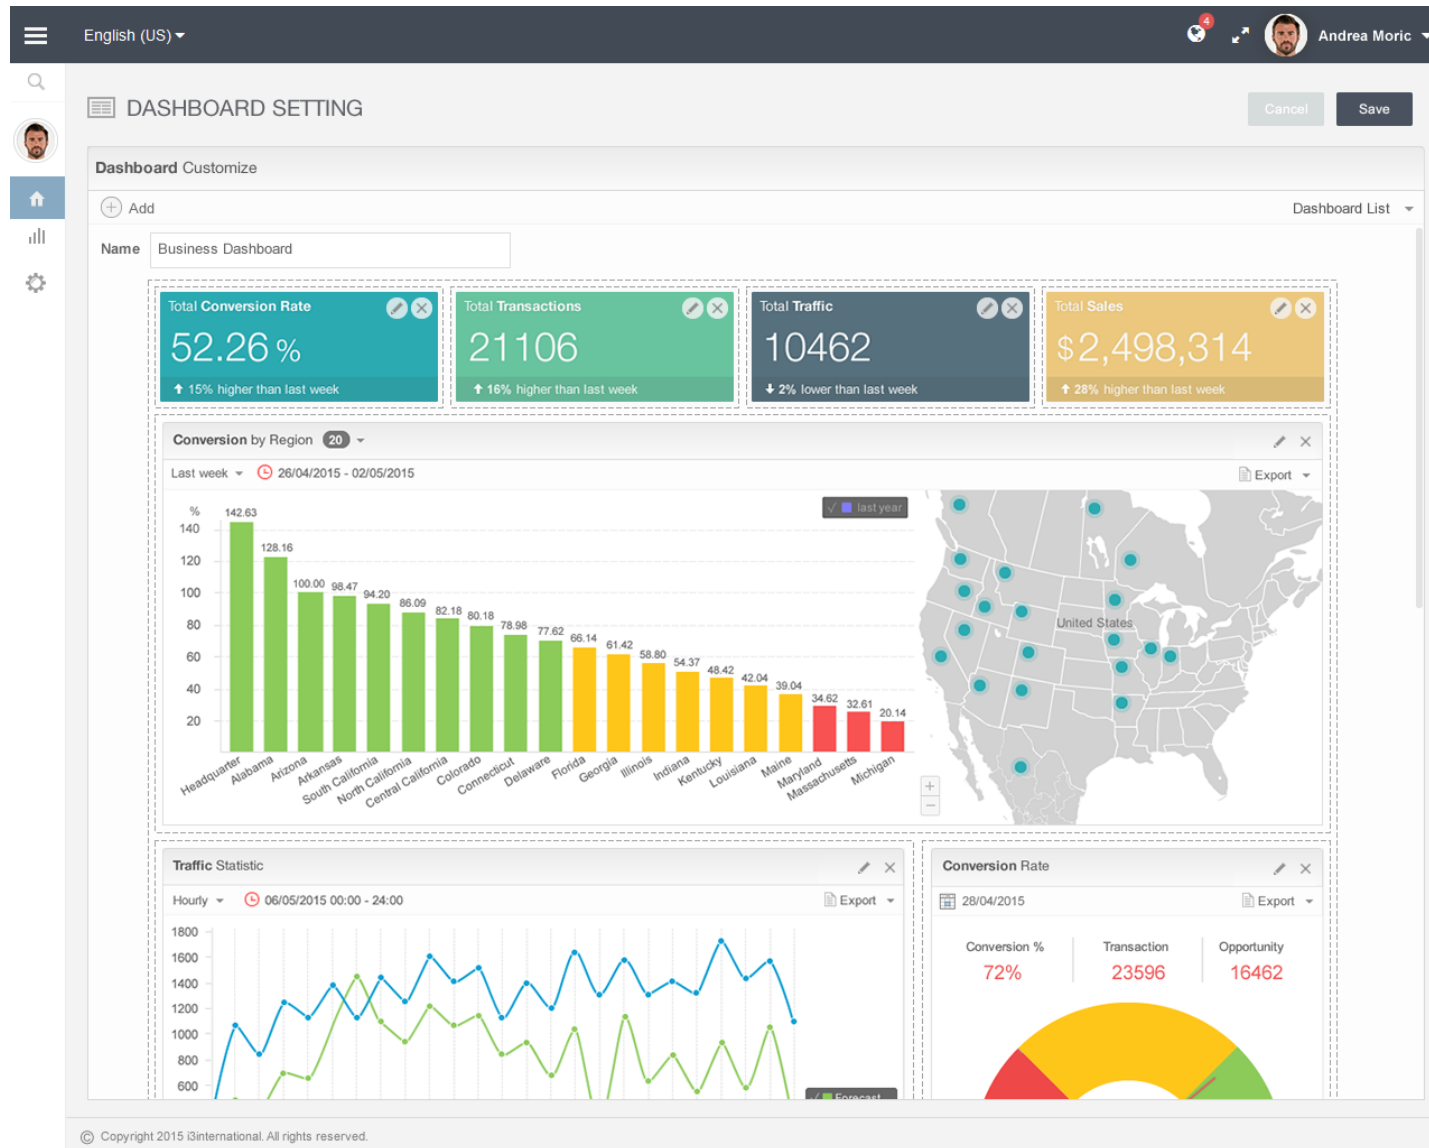 English (US)
4
Andrea Moric
DASHBOARD SETTING
Cancel
Save
Dashboard Customize
Add
Dashboard List
Name
Business Dashboard
Total Conversion Rate
52.26 %
15% higher than last week
Total Transactions
21106
16% higher than last week
Total Traffic
10462
2% lower than last week
Total Sales
$2,498,314
28% higher than last week
Conversion by Region 20
Last week
26/04/2015 - 02/05/2015
Export
%
140
120
100
80
60
40
20
142.63
128.16
100.00
98.47
94.20
86.09
82.18
80.18
78.98
77.62
66.14
61.42
58.80
54.37
48.42
42.04
39.04
34.62
32.61
20.14
last year
Headquarter
Alabama
Arizona
Arkansas
South California
North California
Central California
Colorado
Connecticut
Delaware
Florida
Georgia
Illinois
Indiana
Kentucky
Louisiana
Maine
Maryland
Massachusetts
Michigan
United States
+
−
Traffic Statistic
Hourly
06/05/2015 00:00 - 24:00
Export
1800
1600
1400
1200
1000
800
600
Forecast
Conversion Rate
28/04/2015
Export
Conversion %
72%
Transaction
23596
Opportunity
16462
© Copyright 2015 i3international. All rights reserved.